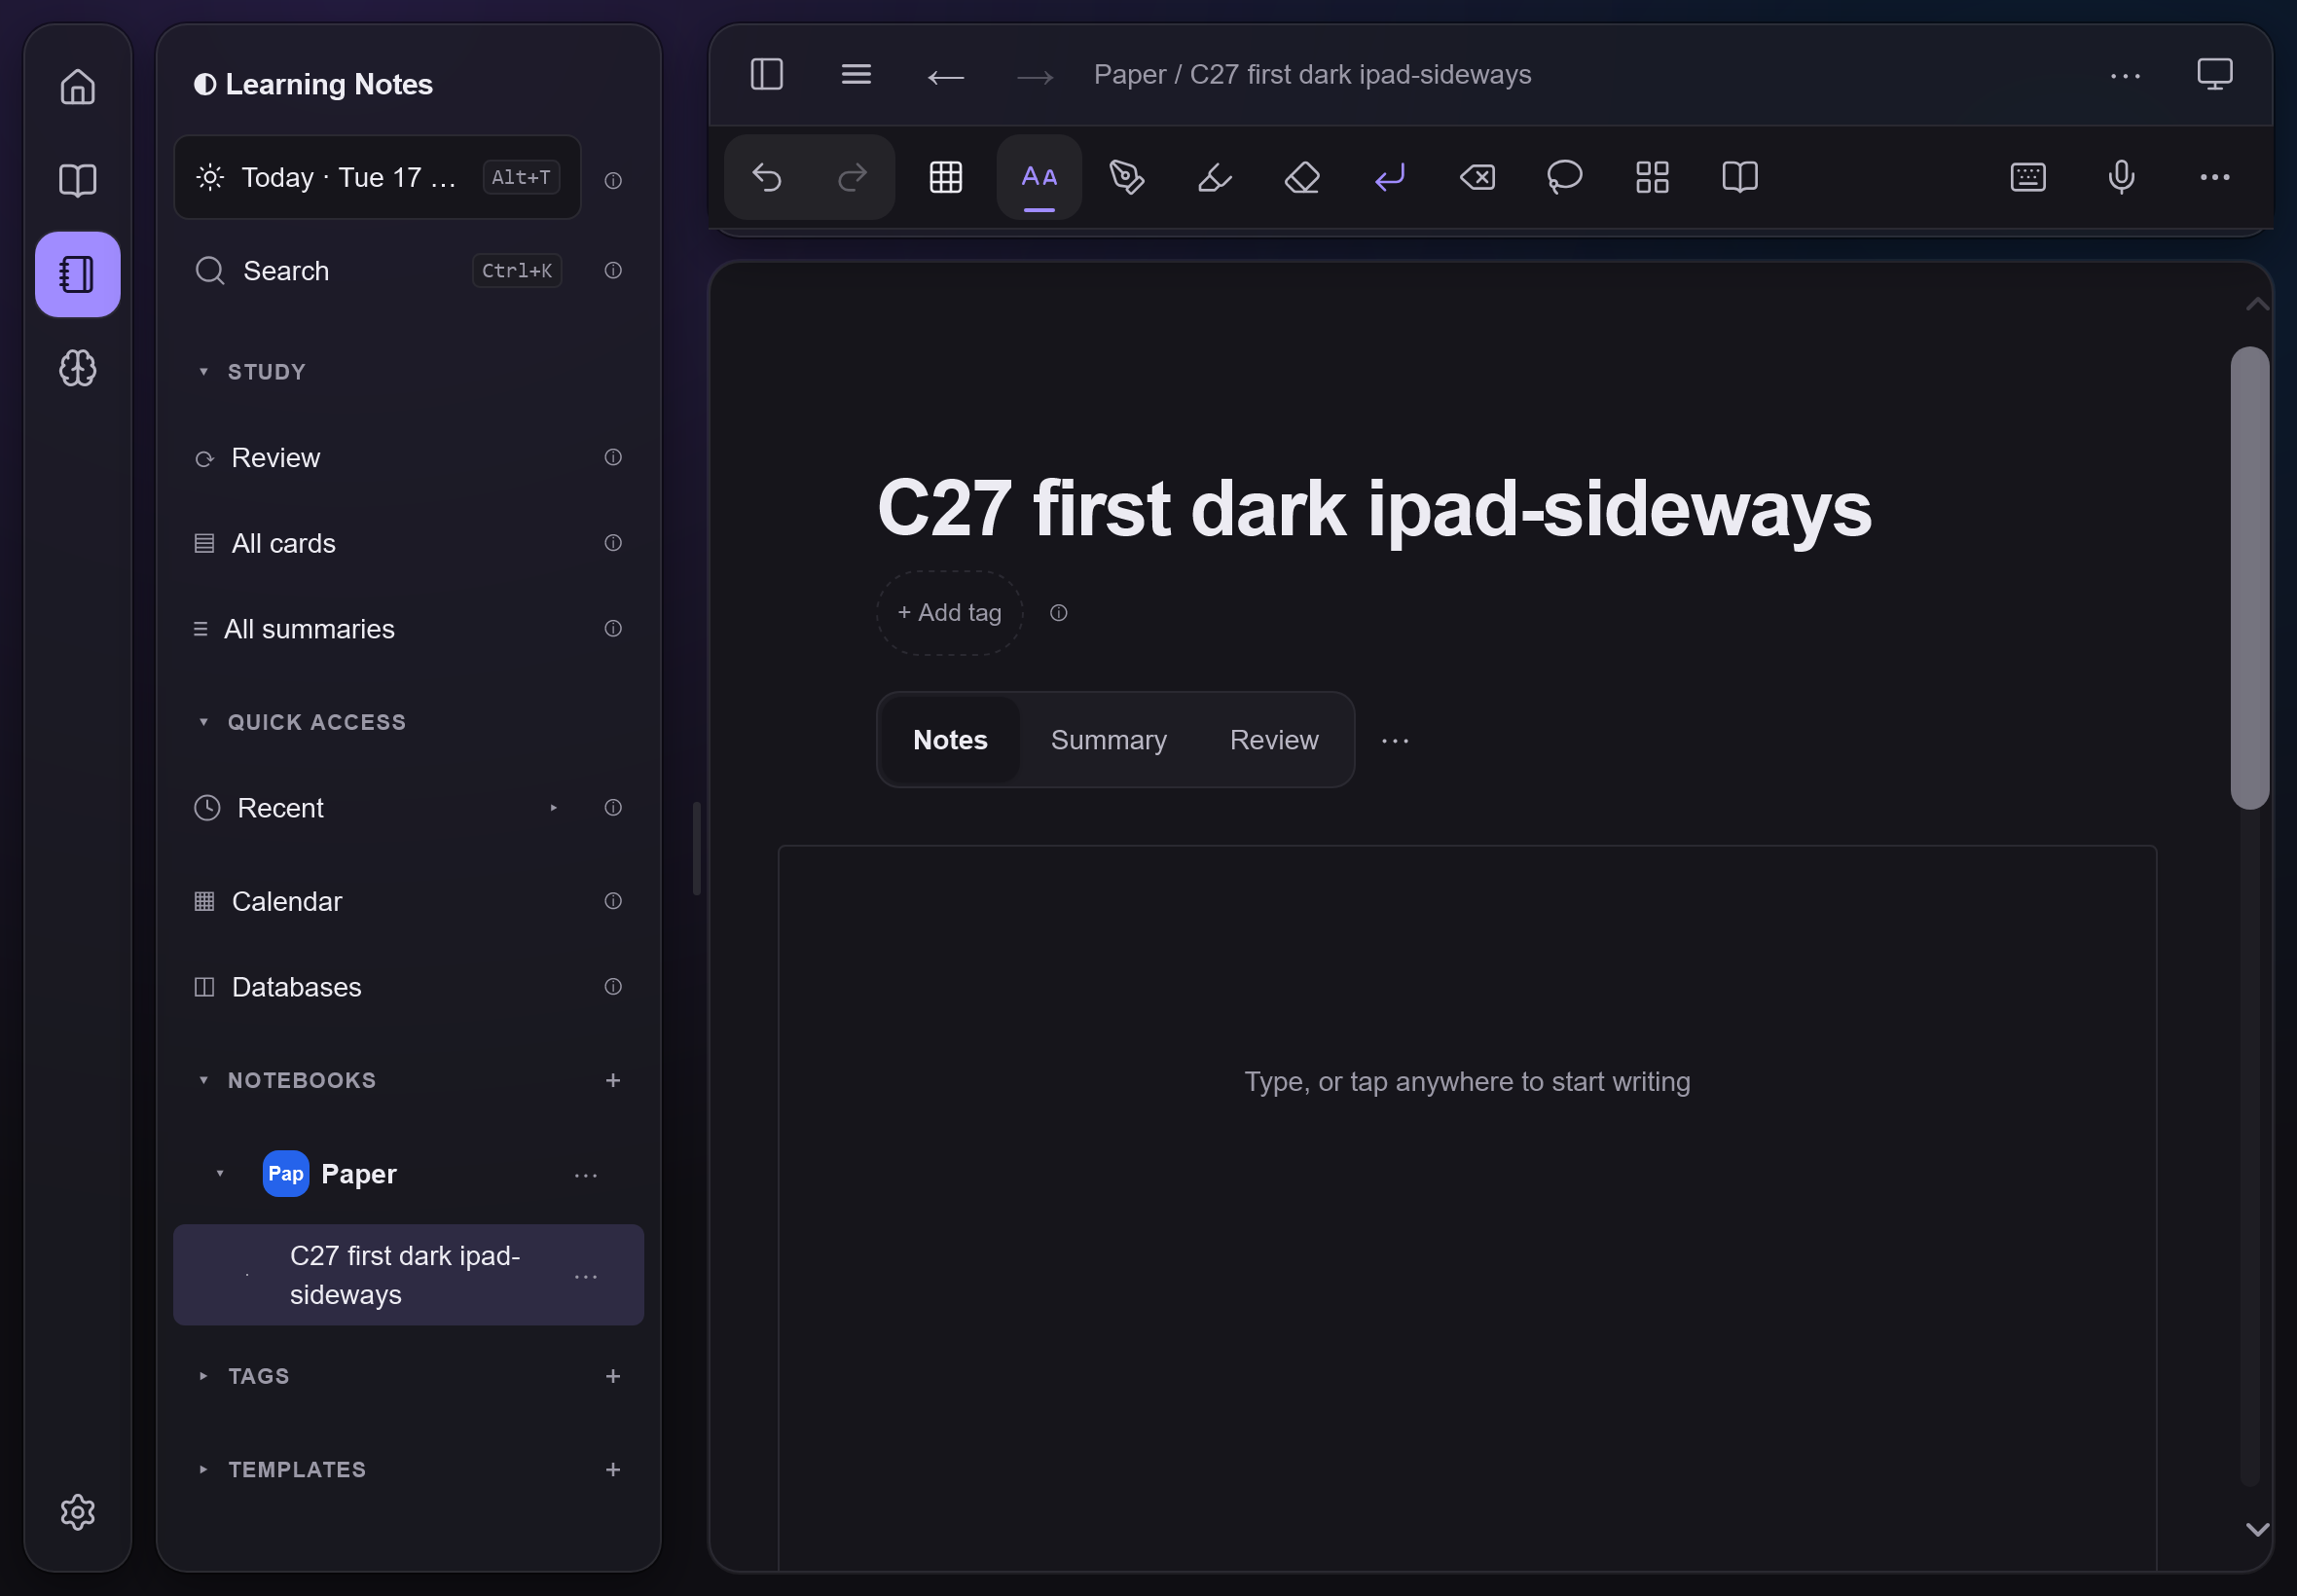 Learning Notes
Today · Tue 17 … Alt+T
Search Ctrl+K
STUDY
Review
All cards
All summaries
QUICK ACCESS
Recent
Calendar
Databases
NOTEBOOKS +
Pap Paper ···
C27 first dark ipad-
sideways ···
TAGS +
TEMPLATES +
Paper / C27 first dark ipad-sideways
AA
C27 first dark ipad-sideways
+ Add tag
Notes Summary Review ···
Type, or tap anywhere to start writing